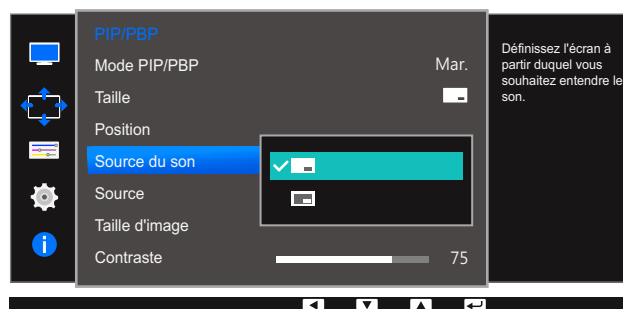 PIP/PBP
Mode PIP/PBP Mar.
Taille
Position
Source du son
Source
Taille d'image
Contraste 75
Définissez l'écran à
partir duquel vous
souhaitez entendre le
son.